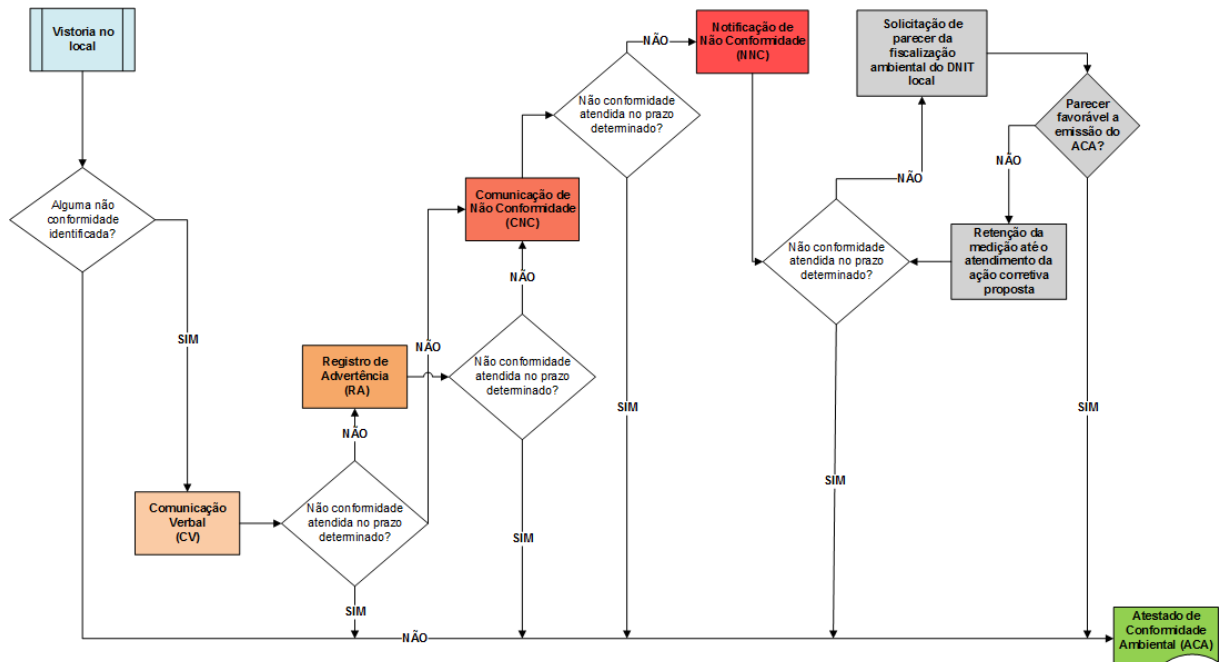 Vistoria no
local
Alguma não
conformidade
identificada?
SIM
NÃO
Comunicação
Verbal
(CV)
Não conformidade
atendida no prazo
determinado?
NÃO
NÃO
SIM
Registro de
Advertência
(RA)
Não conformidade
atendida no prazo
determinado?
NÃO
SIM
Comunicação de
Não Conformidade
(CNC)
Não conformidade
atendida no prazo
determinado?
NÃO
SIM
Notificação de
Não Conformidade
(NNC)
Não conformidade
atendida no prazo
determinado?
NÃO
SIM
Solicitação de
parecer da
fiscalização
ambiental do DNIT
local
Parecer
favorável a
emissão do
ACA?
NÃO
SIM
Retenção da
medição até o
atendimento da
ação corretiva
proposta
Atestado de
Conformidade
Ambiental (ACA)